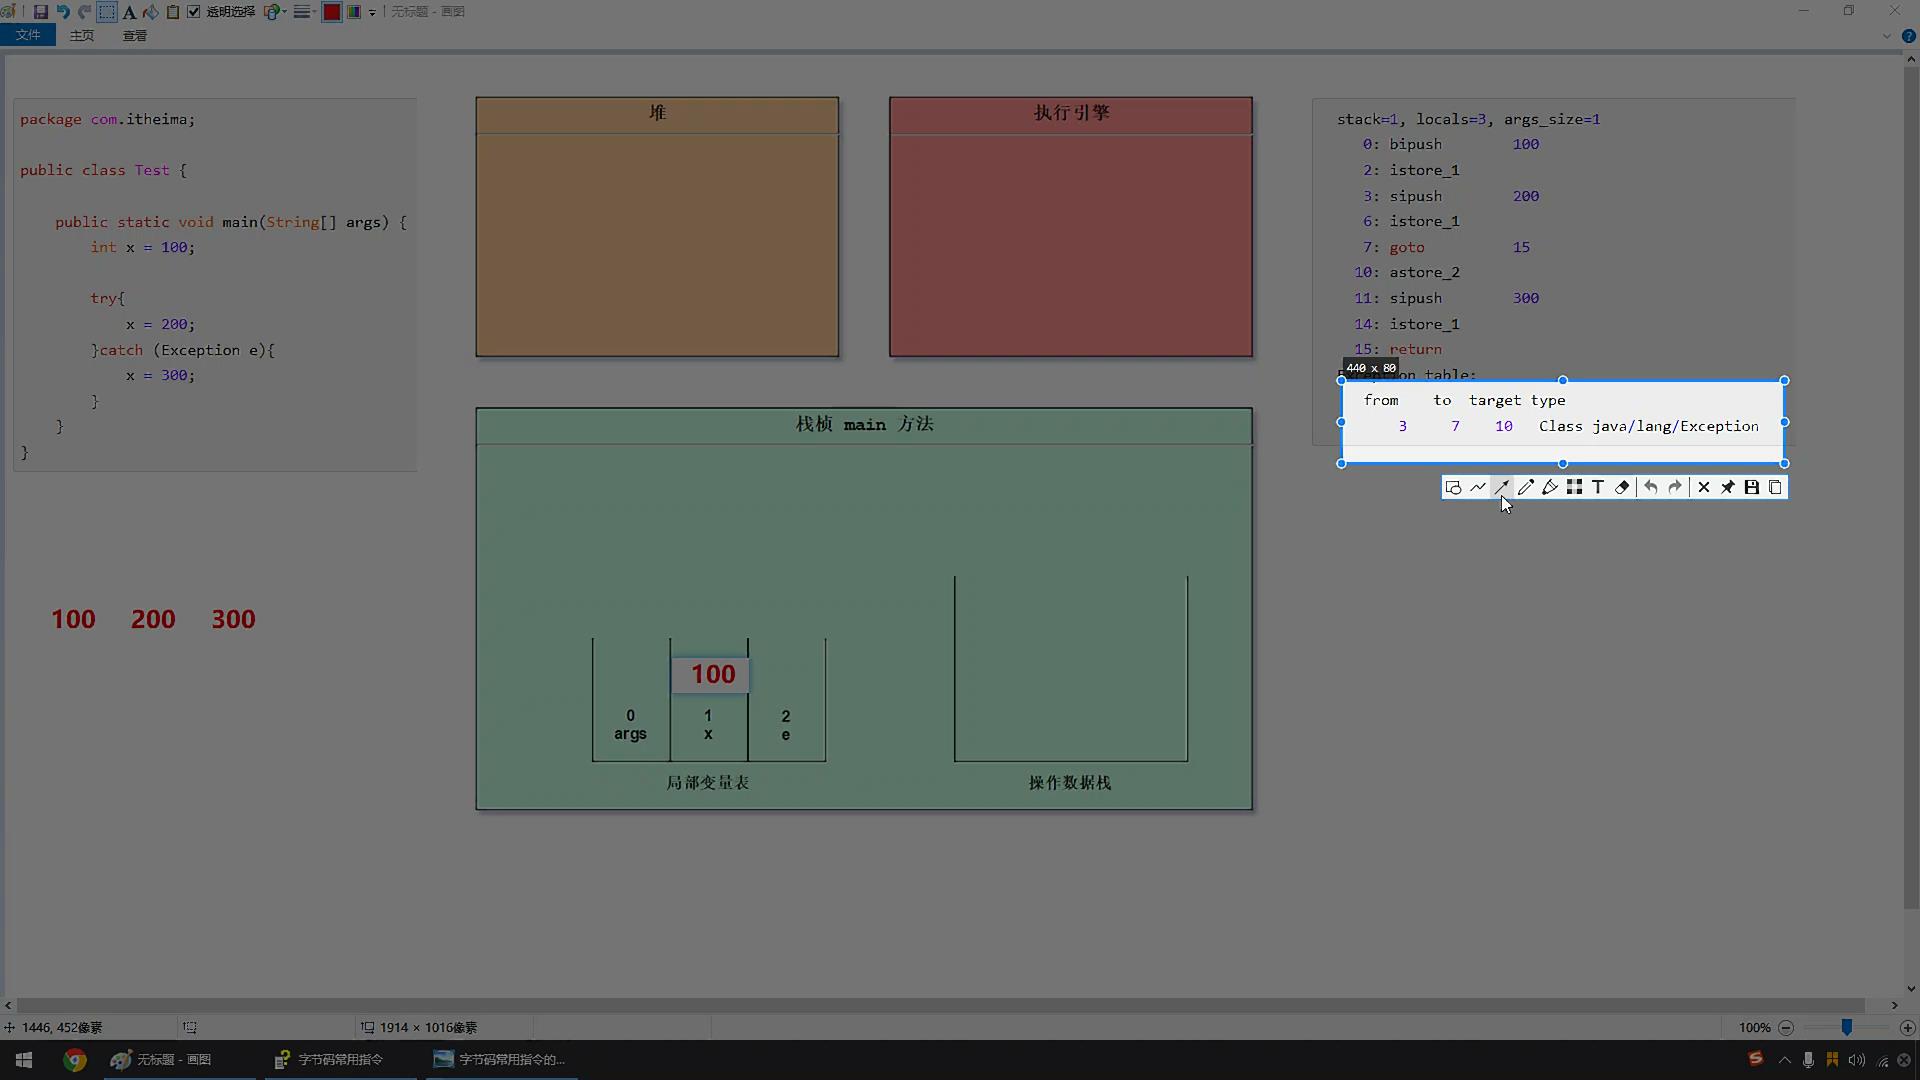 透明选择
无标题 - 画图
文件 主页 查看
package com.itheima;
public class Test {
public static void main(String[] args) {
int x = 100;
try{
x = 200;
}catch (Exception e){
x = 300;
}
}
}
100 200 300
堆
执行引擎
栈桢 main 方法
100
0 1 2
args x e
局部变量表
操作数据栈
stack=1, locals=3, args_size=1
0: bipush 100
2: istore_1
3: sipush 200
6: istore_1
7: goto 15
10: astore_2
11: sipush 300
14: istore_1
15: return
440 x 80
Exception table:
from to target type
3 7 10 Class java/lang/Exception
1446, 452像素
1914 × 1016像素
100%
无标题 - 画图
字节码常用指令
字节码常用指令的...